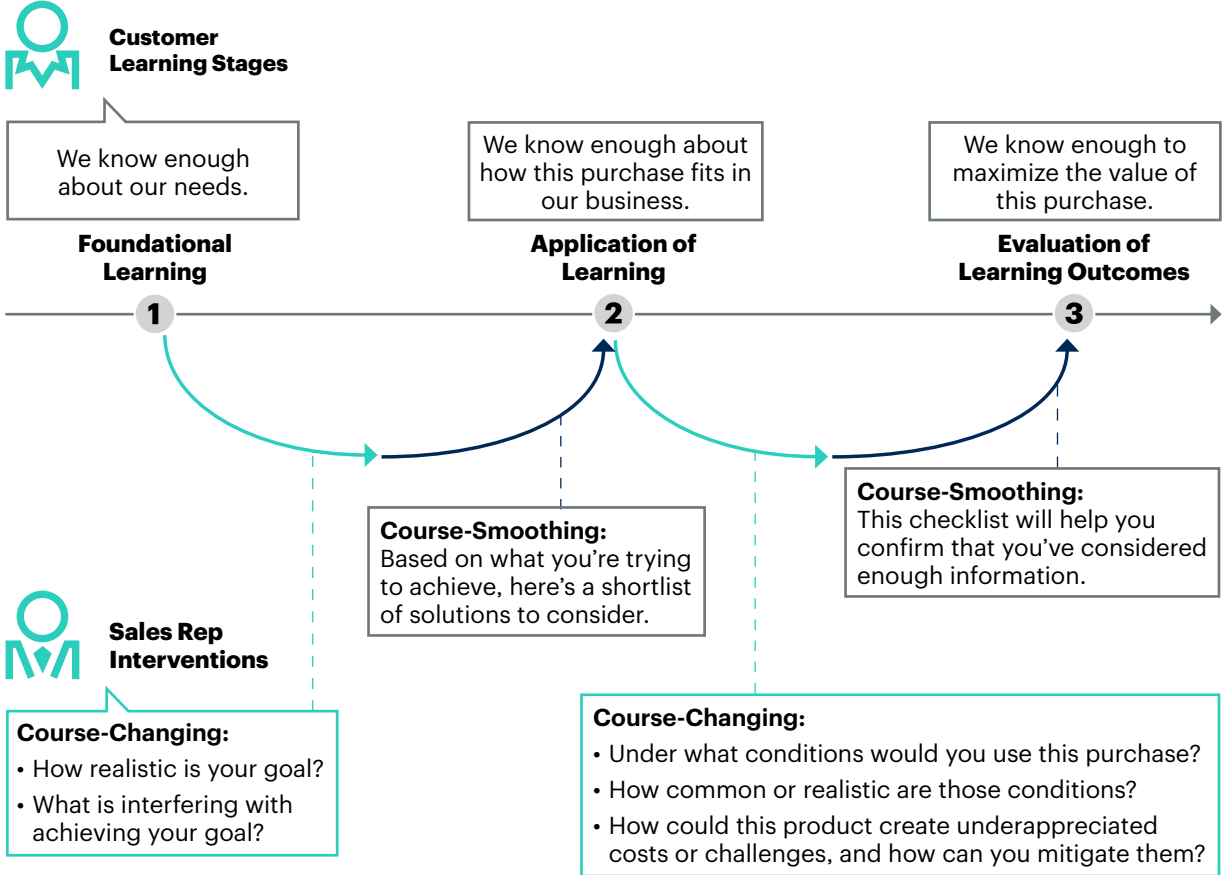 Customer
Learning Stages
We know enough
about our needs.
We know enough about
how this purchase fits in
our business.
We know enough to
maximize the value of
this purchase.
Foundational
Learning
Application of
Learning
Evaluation of
Learning Outcomes
1
2
3
Course-Smoothing:
Based on what you’re trying
to achieve, here’s a shortlist
of solutions to consider.
Course-Smoothing:
This checklist will help you
confirm that you’ve considered
enough information.
Sales Rep
Interventions
Course-Changing:
• How realistic is your goal?
• What is interfering with
achieving your goal?
Course-Changing:
• Under what conditions would you use this purchase?
• How common or realistic are those conditions?
• How could this product create underappreciated
costs or challenges, and how can you mitigate them?